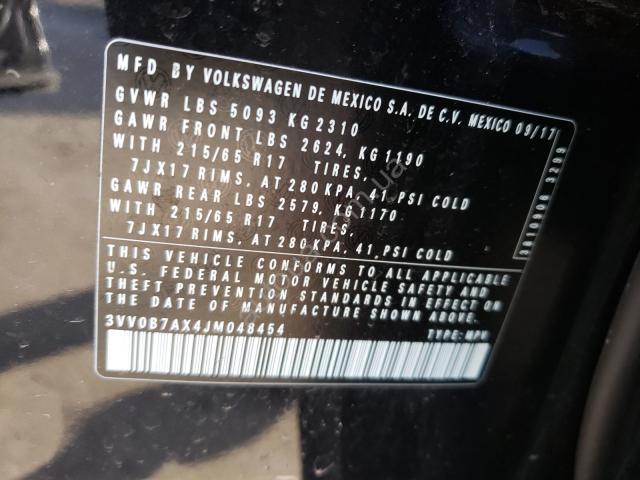 MFD BY VOLKSWAGEN DE MEXICO S.A. DE C.V. MEXICO 09/17
GVWR LBS 5093 KG 2310
GAWR FRONT LBS 2624, KG 1190
WITH 215/65 R17 TIRES,
7JX17 RIMS, AT 280 KPA, 41 PSI COLD
GAWR REAR LBS 2579, KG 1170
WITH 215/65 R17 TIRES,
7JX17 RIMS, AT 280 KPA, 41, PSI COLD
THIS VEHICLE CONFORMS TO ALL APPLICABLE
U.S. FEDERAL MOTOR VEHICLE SAFETY AND
THEFT PREVENTION STANDARDS IN EFFECT ON
THE DATE OF MANUFACTURE SHOWN ABOVE
3VV0B7AX4JM048454 TYPE:MPV